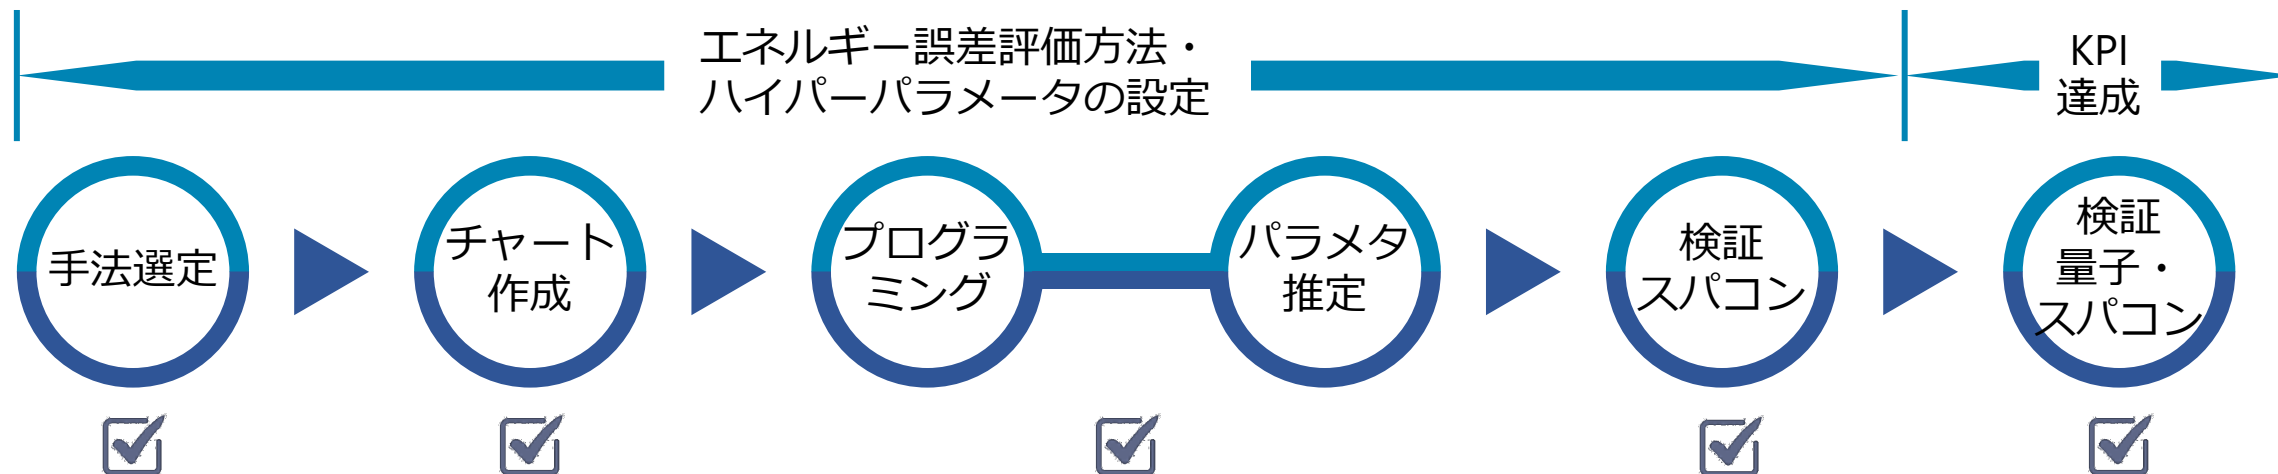 エネルギー誤差評価方法・
ハイパーパラメータの設定
KPI
達成
手法選定
チャート
作成
プログラ
ミング
パラメタ
推定
検証
スパコン
検証
量子・
スパコン